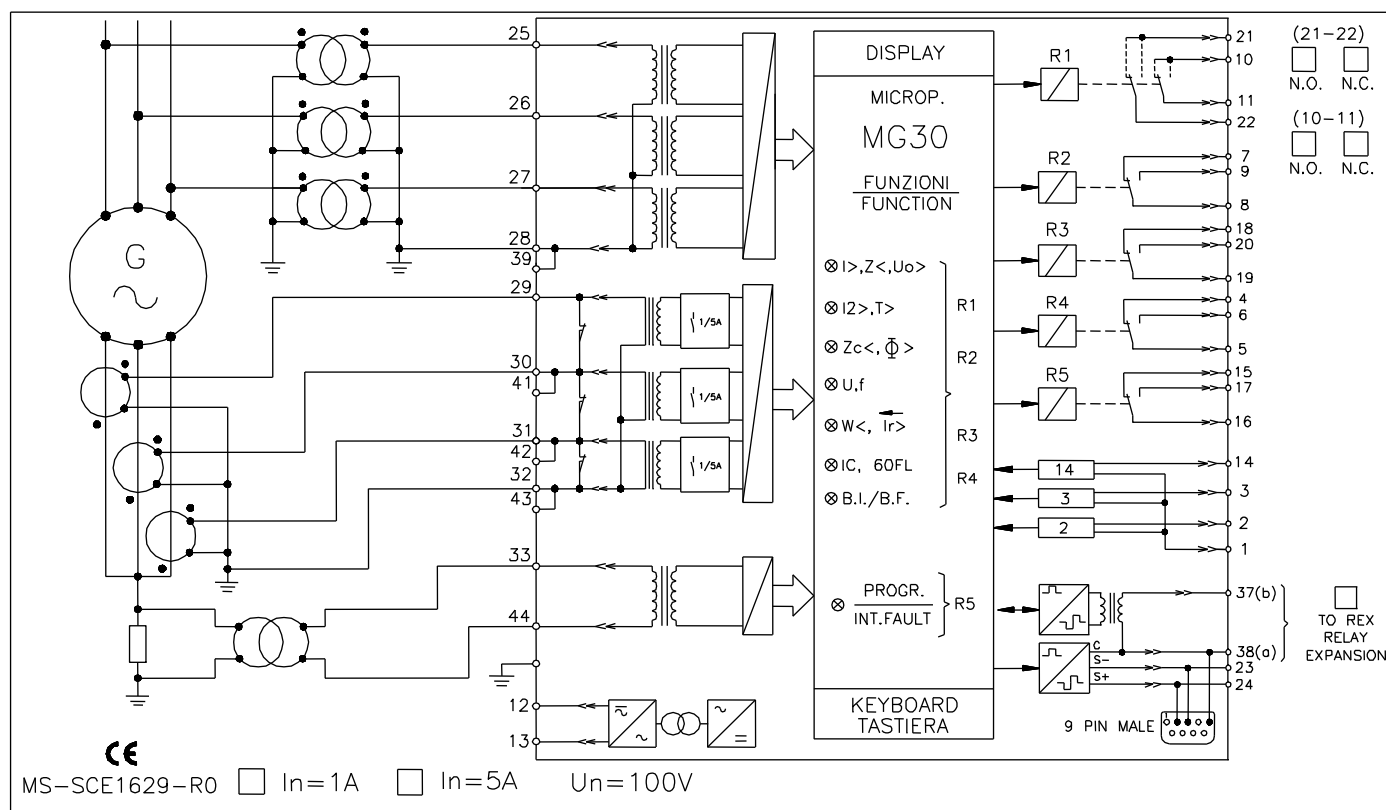 25
26
27
28
39
29
30
41
31
42
32
43
33
44
12
13
G
1/5A
1/5A
1/5A
DISPLAY
MICROP.
MG30
FUNZIONI
FUNCTION
I>,Z<,Uo>
I2>,T>
Zc<,Φ>
U,f
W<, Ir>
IC, 60FL
B.I./B.F.
R1
R2
R3
R4
PROGR.
INT.FAULT
R5
KEYBOARD
TASTIERA
R1
R2
R3
R4
R5
14
3
2
C
S-
S+
21
10
11
22
7
9
8
18
20
19
4
6
5
15
17
16
14
3
2
1
37(b)
38(a)
23
24
9 PIN MALE
1
(21-22)
N.O. N.C.
(10-11)
N.O. N.C.
TO REX
RELAY
EXPANSION
CE
MS-SCE1629-R0 In=1A In=5A Un=100V